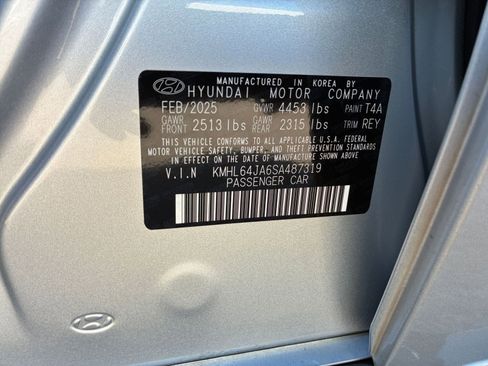 MANUFACTURED IN KOREA BY
HYUNDAI MOTOR COMPANY
FEB/2025 GVWR 4453 lbs PAINT T4A
GAWR FRONT 2513 lbs GAWR REAR 2315 lbs TRIM REY
THIS VEHICLE CONFORMS TO ALL APPLICABLE U.S.A. FEDERAL
MOTOR VEHICLE SAFETY, BUMPER, AND THEFT PREVENTION STANDARDS
IN EFFECT ON THE DATE OF MANUFACTURE SHOWN ABOVE.
V.I.N KMHL64JA6SA487319
PASSENGER CAR